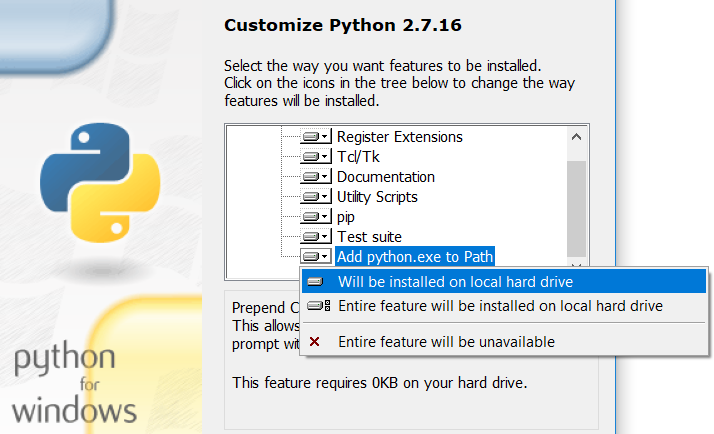 Customize Python 2.7.16
Select the way you want features to be installed.
Click on the icons in the tree below to change the way
features will be installed.
Register Extensions
Tcl/Tk
Documentation
Utility Scripts
pip
Test suite
Add python.exe to Path
Will be installed on local hard drive
Entire feature will be installed on local hard drive
Entire feature will be unavailable
Prepend
This allows
prompt
This feature requires 0KB on your hard drive.
python
for
windows